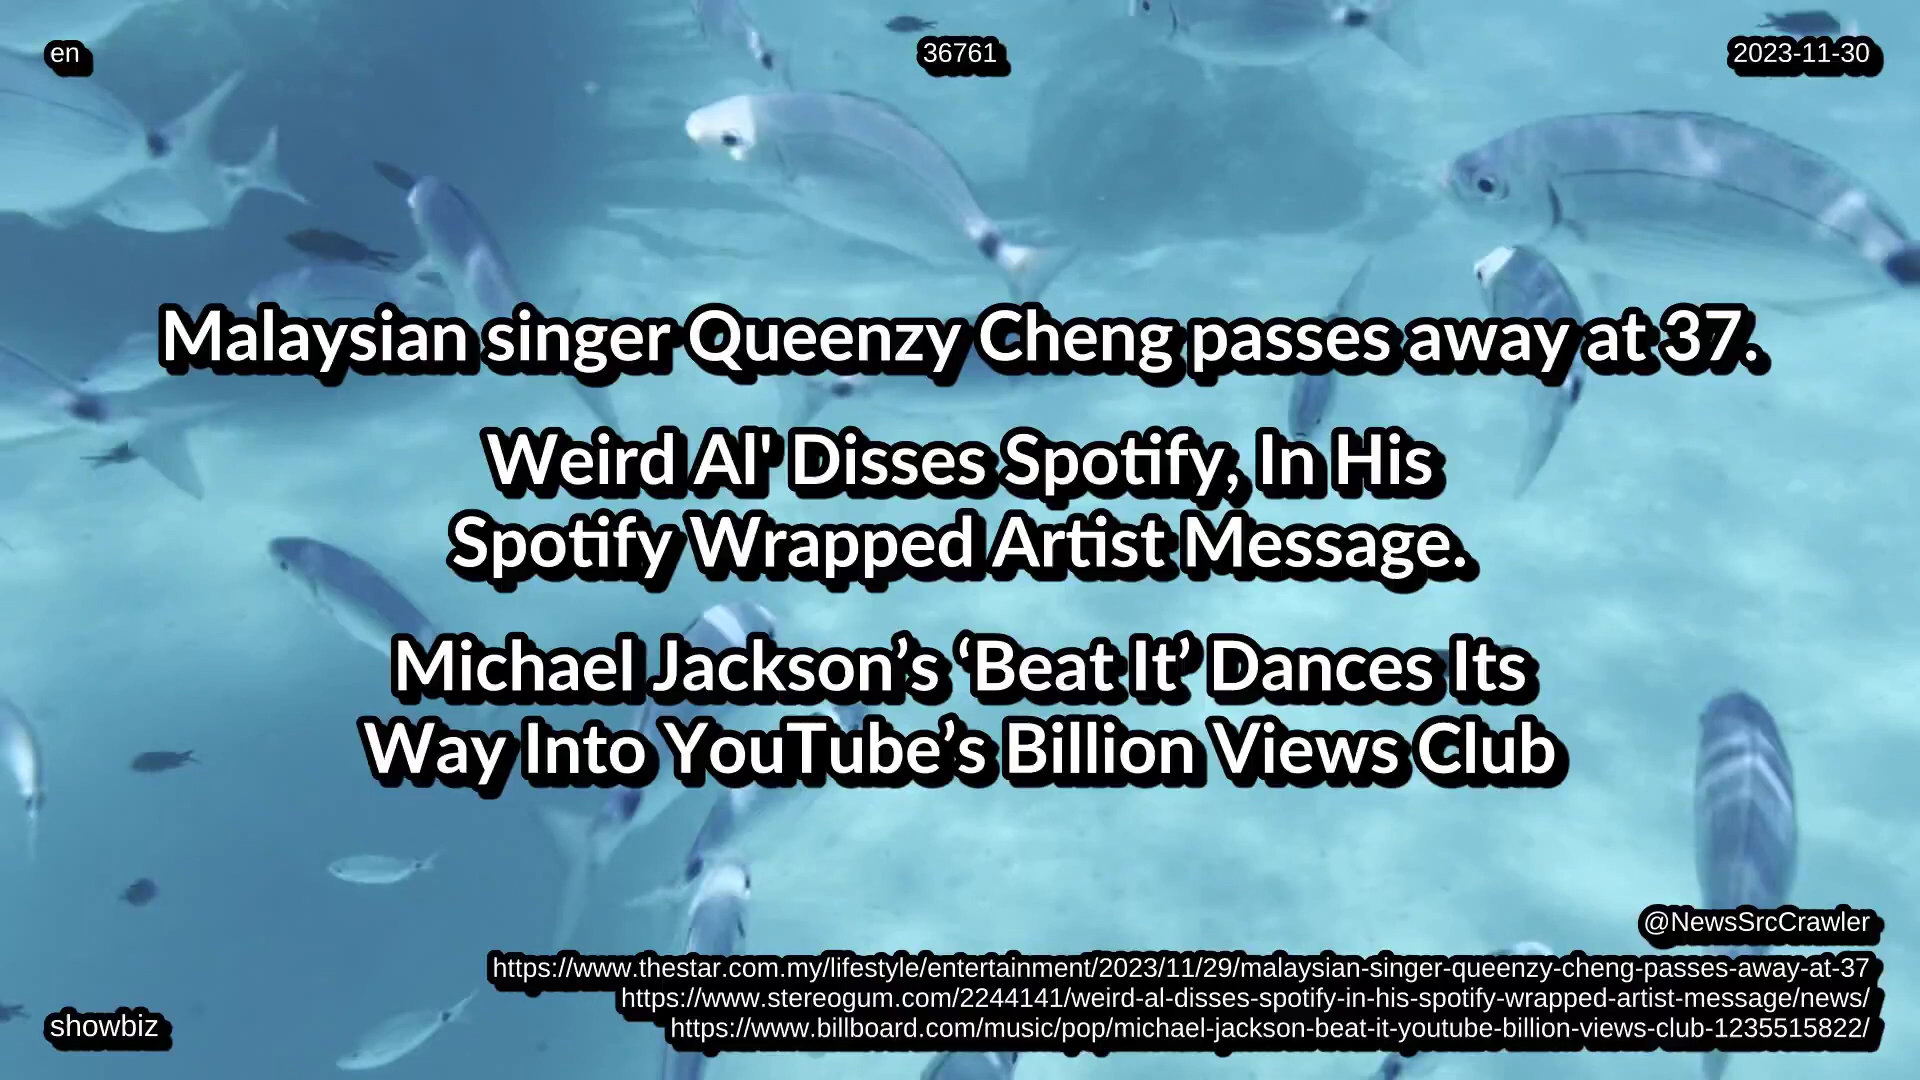 en
36761
2023-11-30
Malaysian singer Queenzy Cheng passes away at 37.
Weird Al' Disses Spotify, In His
Spotify Wrapped Artist Message.
Michael Jackson’s ‘Beat It’ Dances Its
Way Into YouTube’s Billion Views Club
@NewsSrcCrawler
https://www.thestar.com.my/lifestyle/entertainment/2023/11/29/malaysian-singer-queenzy-cheng-passes-away-at-37
https://www.stereogum.com/2244141/weird-al-disses-spotify-in-his-spotify-wrapped-artist-message/news/
https://www.billboard.com/music/pop/michael-jackson-beat-it-youtube-billion-views-club-1235515822/
showbiz